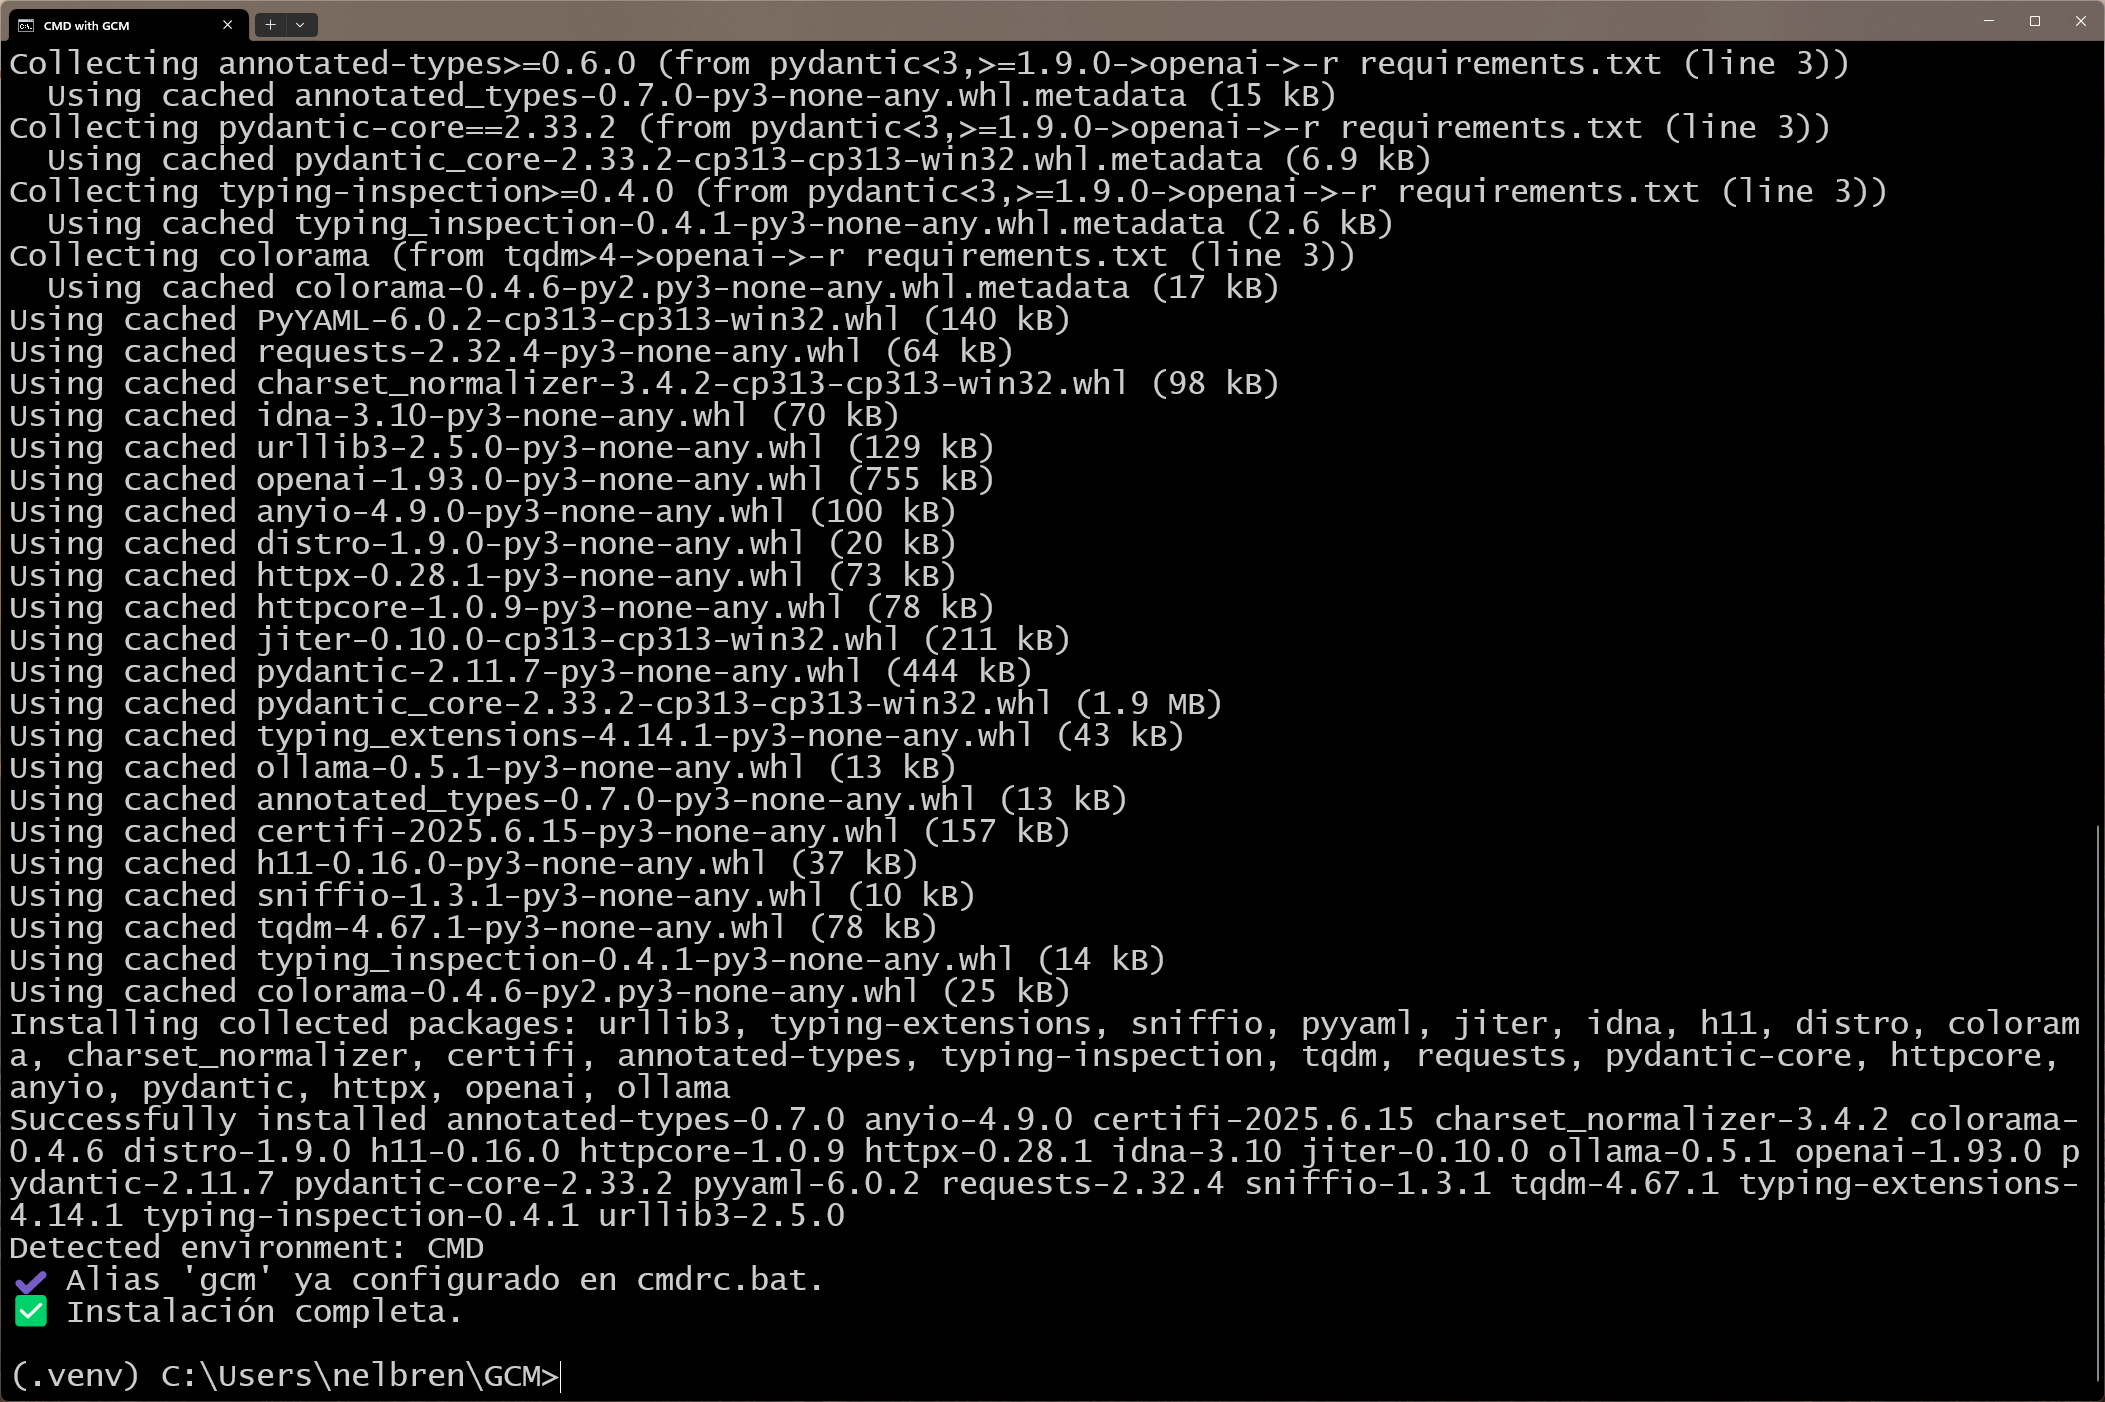 CMD with GCM
Collecting annotated-types>=0.6.0 (from pydantic<3,>=1.9.0->openai->-r requirements.txt (line 3))
  Using cached annotated_types-0.7.0-py3-none-any.whl.metadata (15 kB)
Collecting pydantic-core==2.33.2 (from pydantic<3,>=1.9.0->openai->-r requirements.txt (line 3))
  Using cached pydantic_core-2.33.2-cp313-cp313-win32.whl.metadata (6.9 kB)
Collecting typing-inspection>=0.4.0 (from pydantic<3,>=1.9.0->openai->-r requirements.txt (line 3))
  Using cached typing_inspection-0.4.1-py3-none-any.whl.metadata (2.6 kB)
Collecting colorama (from tqdm>4->openai->-r requirements.txt (line 3))
  Using cached colorama-0.4.6-py2.py3-none-any.whl.metadata (17 kB)
Using cached PyYAML-6.0.2-cp313-cp313-win32.whl (140 kB)
Using cached requests-2.32.4-py3-none-any.whl (64 kB)
Using cached charset_normalizer-3.4.2-cp313-cp313-win32.whl (98 kB)
Using cached idna-3.10-py3-none-any.whl (70 kB)
Using cached urllib3-2.5.0-py3-none-any.whl (129 kB)
Using cached openai-1.93.0-py3-none-any.whl (755 kB)
Using cached anyio-4.9.0-py3-none-any.whl (100 kB)
Using cached distro-1.9.0-py3-none-any.whl (20 kB)
Using cached httpx-0.28.1-py3-none-any.whl (73 kB)
Using cached httpcore-1.0.9-py3-none-any.whl (78 kB)
Using cached jiter-0.10.0-cp313-cp313-win32.whl (211 kB)
Using cached pydantic-2.11.7-py3-none-any.whl (444 kB)
Using cached pydantic_core-2.33.2-cp313-cp313-win32.whl (1.9 MB)
Using cached typing_extensions-4.14.1-py3-none-any.whl (43 kB)
Using cached ollama-0.5.1-py3-none-any.whl (13 kB)
Using cached annotated_types-0.7.0-py3-none-any.whl (13 kB)
Using cached certifi-2025.6.15-py3-none-any.whl (157 kB)
Using cached h11-0.16.0-py3-none-any.whl (37 kB)
Using cached sniffio-1.3.1-py3-none-any.whl (10 kB)
Using cached tqdm-4.67.1-py3-none-any.whl (78 kB)
Using cached typing_inspection-0.4.1-py3-none-any.whl (14 kB)
Using cached colorama-0.4.6-py2.py3-none-any.whl (25 kB)
Installing collected packages: urllib3, typing-extensions, sniffio, pyyaml, jiter, idna, h11, distro, coloram
a, charset_normalizer, certifi, annotated-types, typing-inspection, tqdm, requests, pydantic-core, httpcore,
anyio, pydantic, httpx, openai, ollama
Successfully installed annotated-types-0.7.0 anyio-4.9.0 certifi-2025.6.15 charset_normalizer-3.4.2 colorama-
0.4.6 distro-1.9.0 h11-0.16.0 httpcore-1.0.9 httpx-0.28.1 idna-3.10 jiter-0.10.0 ollama-0.5.1 openai-1.93.0 p
ydantic-2.11.7 pydantic-core-2.33.2 pyyaml-6.0.2 requests-2.32.4 sniffio-1.3.1 tqdm-4.67.1 typing-extensions-
4.14.1 typing-inspection-0.4.1 urllib3-2.5.0
Detected environment: CMD
✔ Alias 'gcm' ya configurado en cmdrc.bat.
✅ Instalación completa.
(.venv) C:\Users\nelbren\GCM>